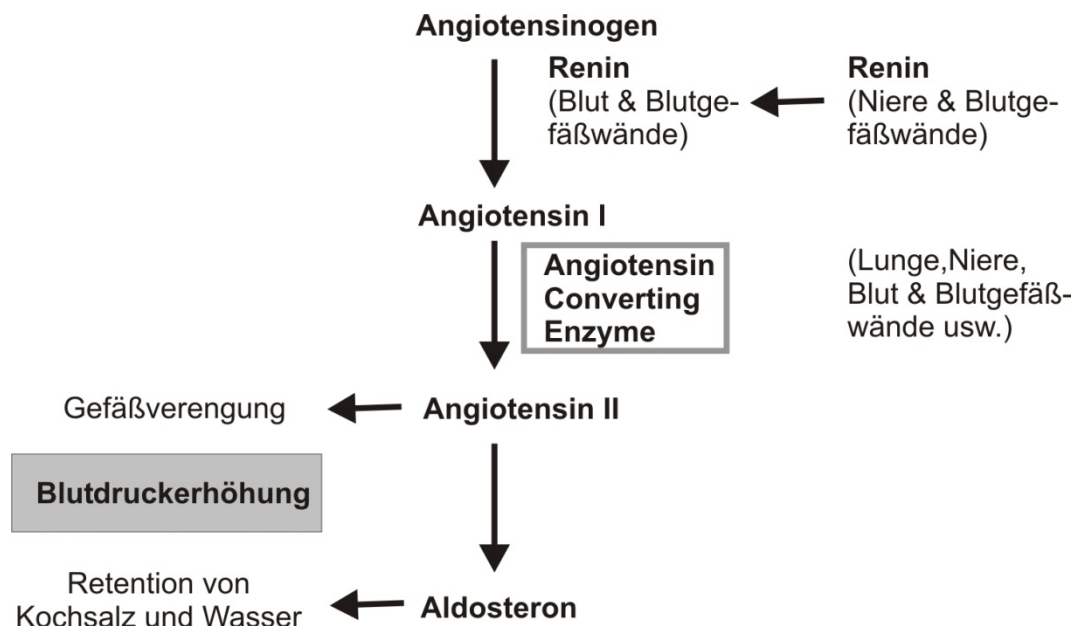 Angiotensinogen
Renin
(Blut & Blutge-
fäßwände)
Renin
(Niere & Blutge-
fäßwände)
Angiotensin I
Angiotensin
Converting
Enzyme
(Lunge,Niere,
Blut & Blutgefäß-
wände usw.)
Gefäßverengung
Angiotensin II
Blutdruckerhöhung
Retention von
Kochsalz und Wasser
Aldosteron